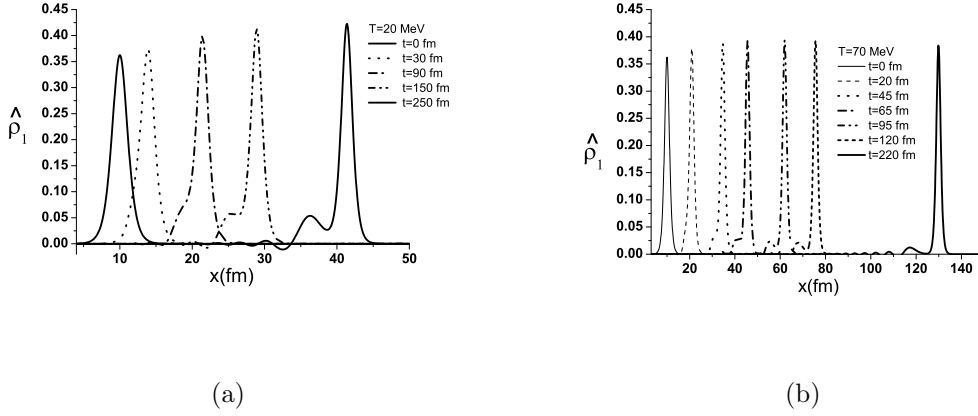 0.45
0.40
0.35
0.30
0.25
0.20
0.15
0.10
0.05
0.00
ρ̂₁
T=20 MeV
t=0 fm
t=30 fm
t=90 fm
t=150 fm
t=250 fm
10 20 30 40 50
x(fm)
(a)
0.45
0.40
0.35
0.30
0.25
0.20
0.15
0.10
0.05
0.00
ρ̂₁
T=70 MeV
t=0 fm
t=20 fm
t=45 fm
t=65 fm
t=95 fm
t=120 fm
t=220 fm
20 40 60 80 100 120 140
x(fm)
(b)